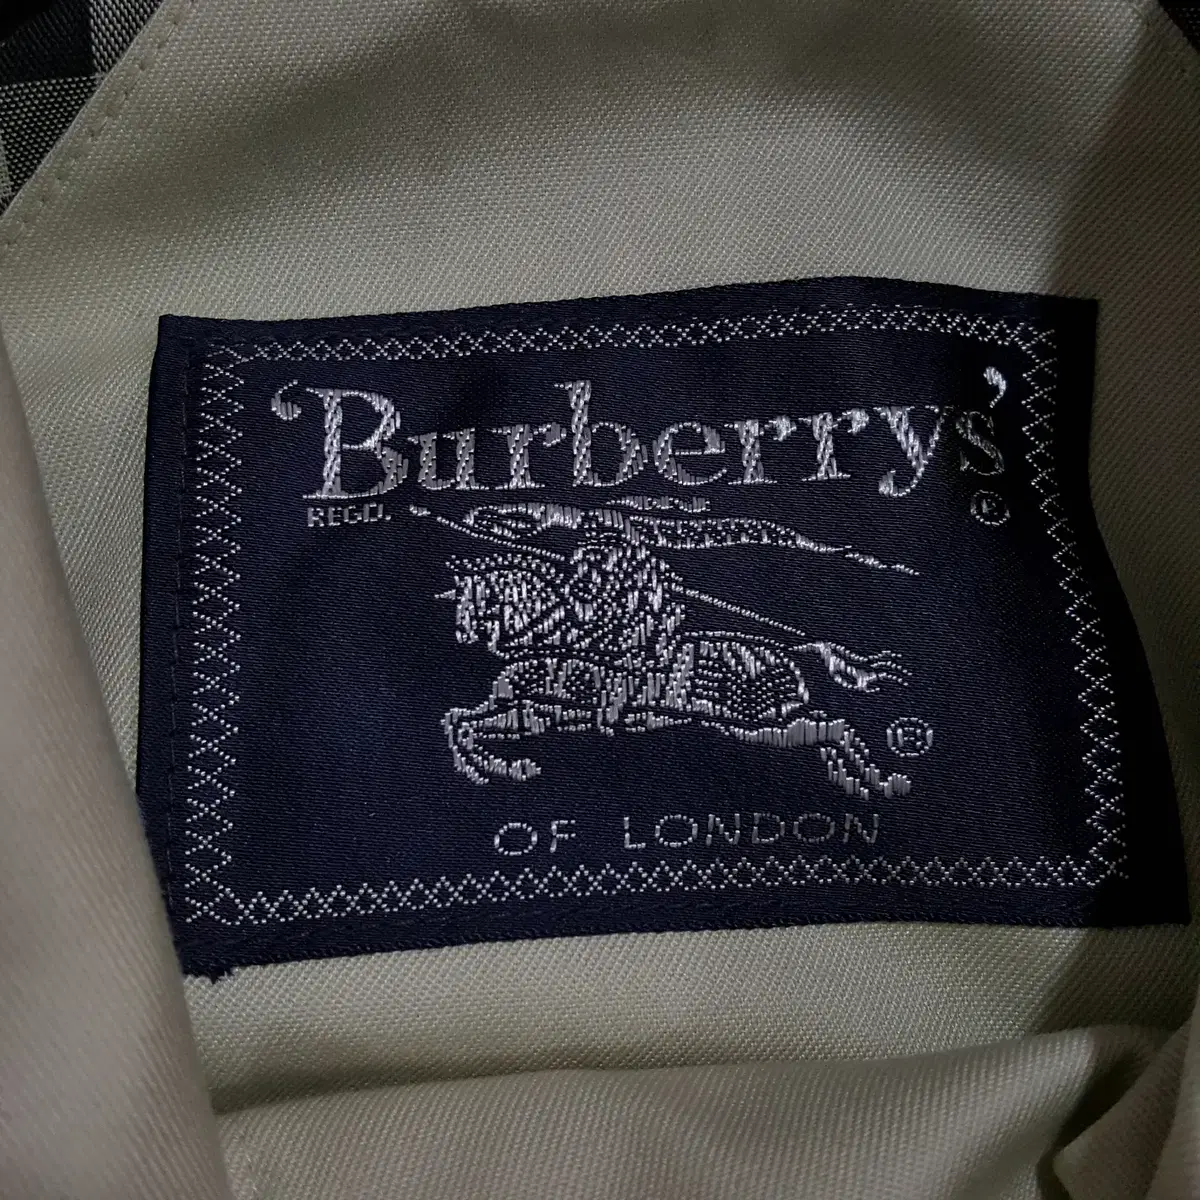 'Burberrys'
REGD. ®
®
OF LONDON